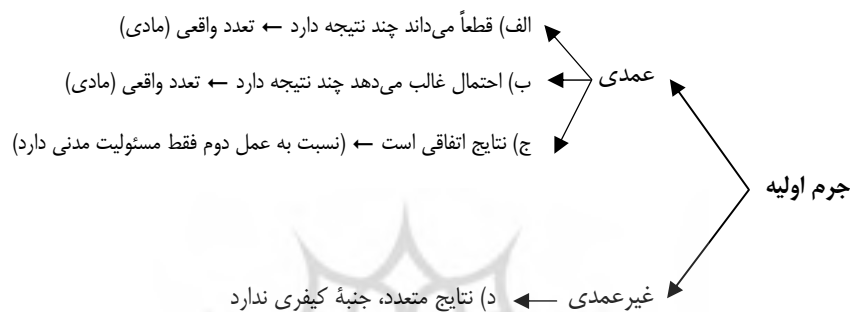 الف) قطعاً می‌داند چند نتیجه دارد ← تعدد واقعی (مادی)
عمدی
ب) احتمال غالب می‌دهد چند نتیجه دارد ← تعدد واقعی (مادی)
ج) نتایج اتفاقی است ← (نسبت به عمل دوم فقط مسئولیت مدنی دارد)
جرم اولیه
غیرعمدی ← د) نتایج متعدد، جنبهٔ کیفری ندارد